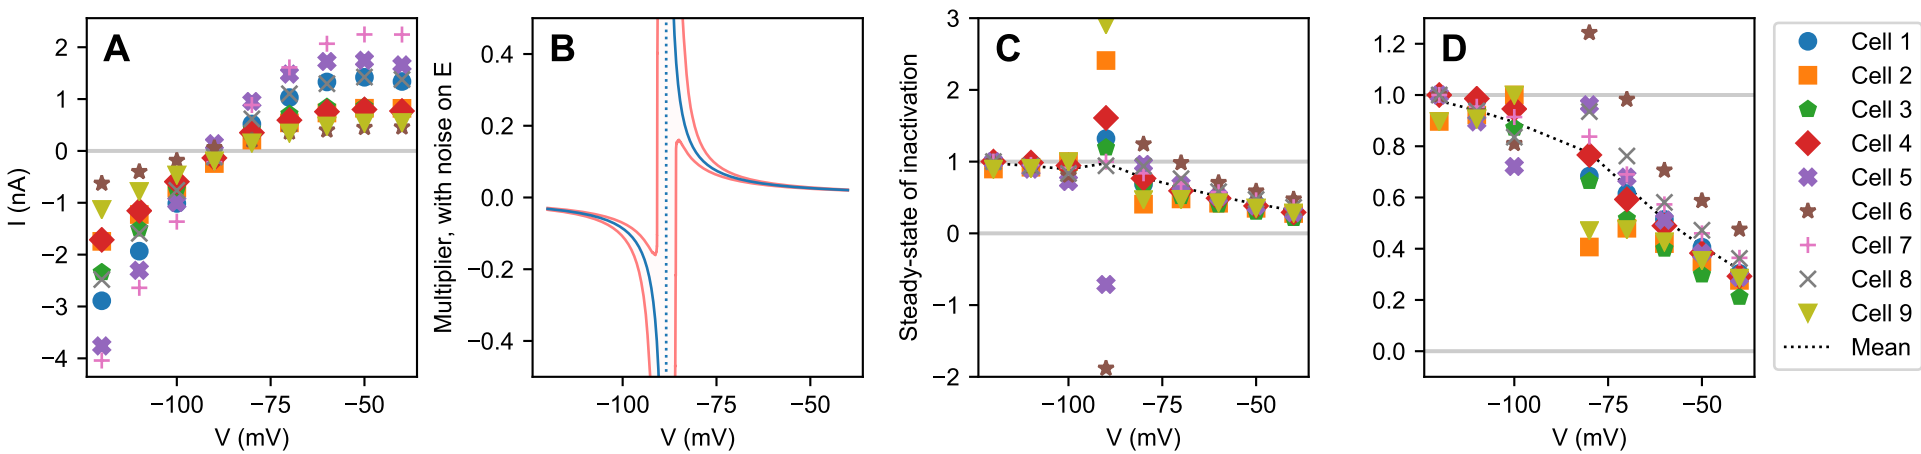 A
2
1
0
−1
−2
−3
−4
I (nA)
−100
−75
−50
V (mV)
B
0.4
0.2
0.0
−0.2
−0.4
Multiplier, with noise on E
−100
−75
−50
V (mV)
C
3
2
1
0
−1
−2
Steady-state of inactivation
−100
−75
−50
V (mV)
D
1.2
1.0
0.8
0.6
0.4
0.2
0.0
−100
−75
−50
V (mV)
Cell 1
Cell 2
Cell 3
Cell 4
Cell 5
Cell 6
Cell 7
Cell 8
Cell 9
Mean